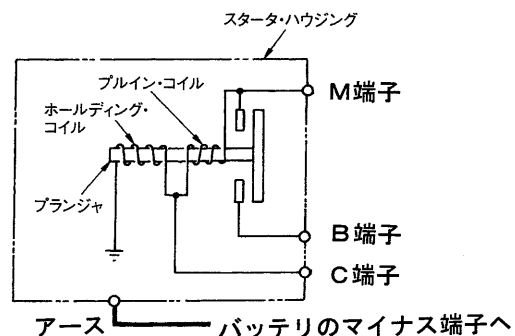 スタータ・ハウジング
プルイン・コイル
ホールディング・
コイル
プランジャ
M端子
B端子
C端子
アース
バッテリのマイナス端子へ